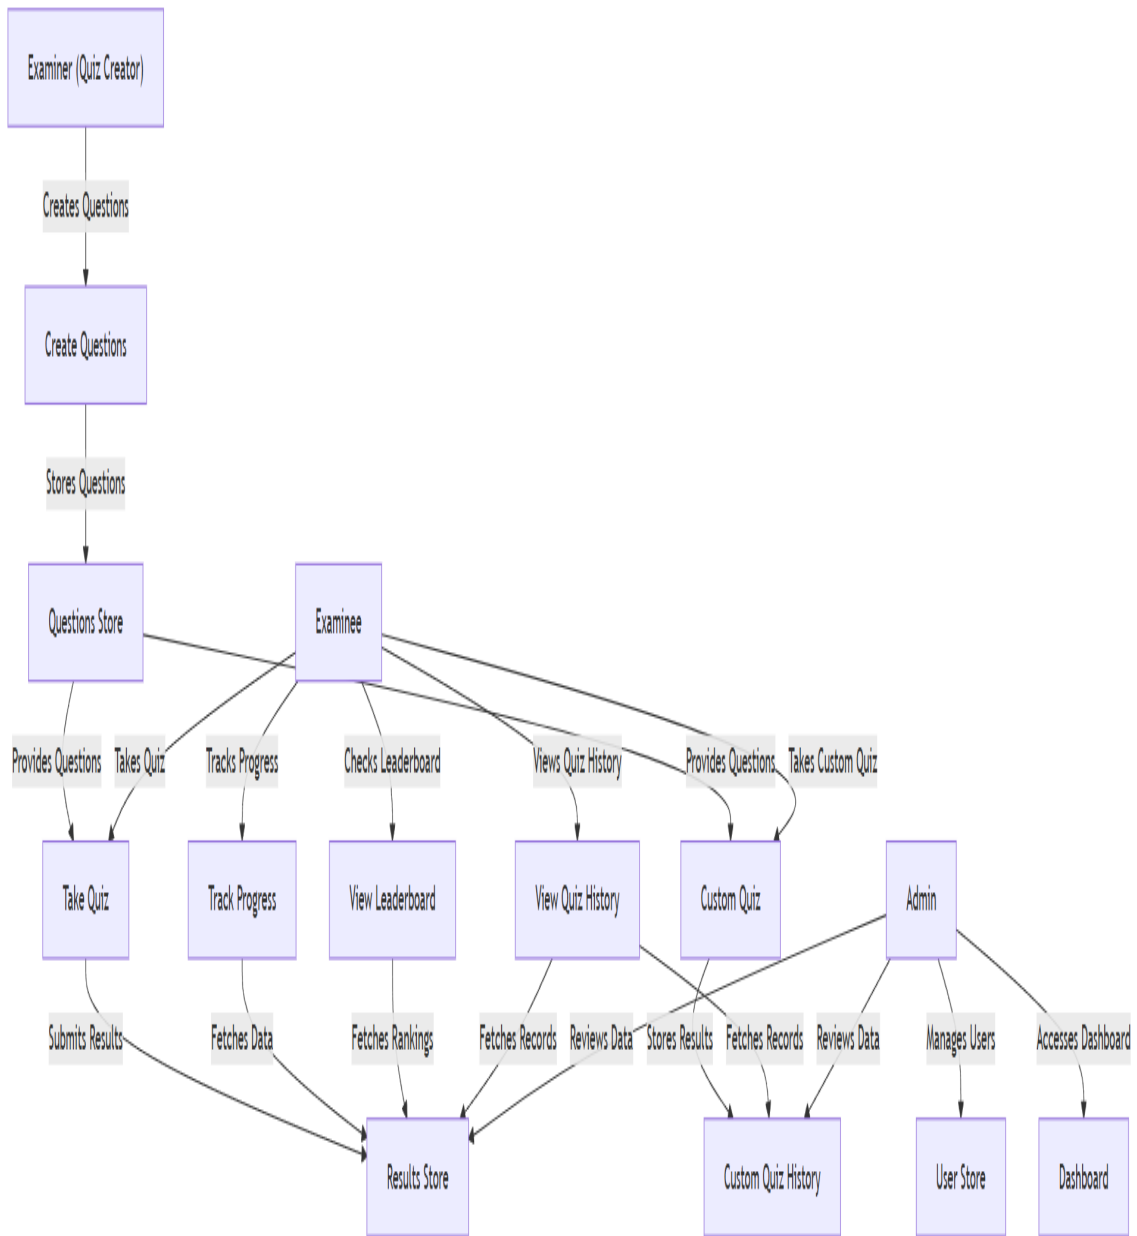 Examiner (Quiz Creator)
Creates Questions
Create Questions
Stores Questions
Questions Store
Examinee
Provides Questions
Takes Quiz
Tracks Progress
Checks Leaderboard
Views Quiz History
Provides Questions
Takes Custom Quiz
Take Quiz
Track Progress
View Leaderboard
View Quiz History
Custom Quiz
Admin
Submits Results
Fetches Data
Fetches Rankings
Fetches Records
Reviews Data
Stores Results
Fetches Records
Reviews Data
Manages Users
Accesses Dashboard
Results Store
Custom Quiz History
User Store
Dashboard